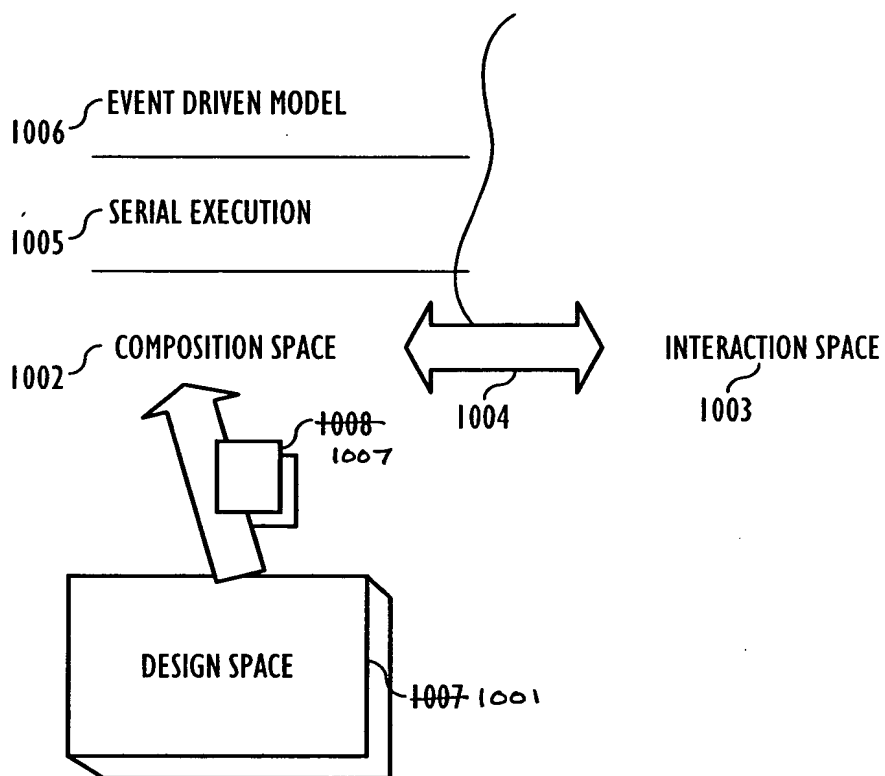 EVENT DRIVEN MODEL
1006
SERIAL EXECUTION
1005
COMPOSITION SPACE
1002
INTERACTION SPACE
1003
1004
1008
1007
DESIGN SPACE
1007 1001